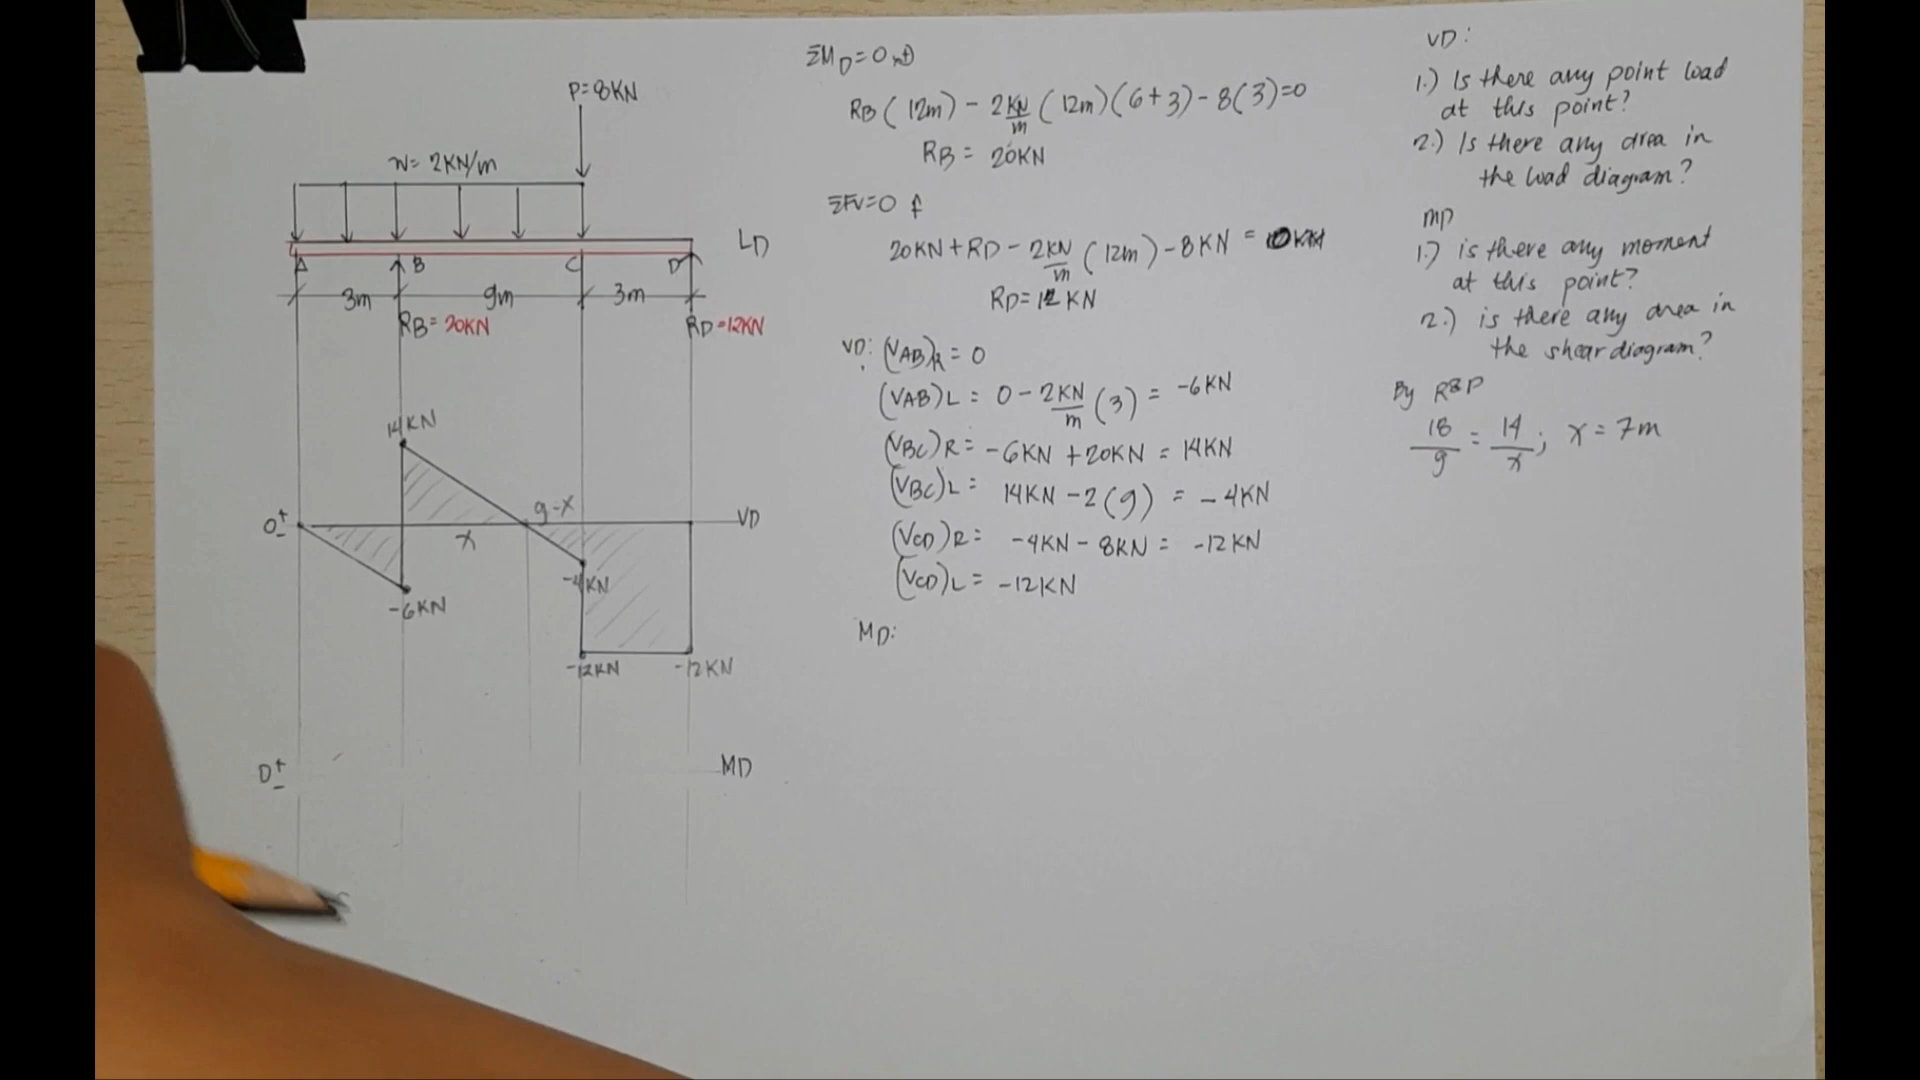 P=8KN
w= 2KN/m
LD
A
B
C
D
3m
9m
3m
RB= 20KN
RD=12KN
14KN
0±
x
9-x
VD
-4KN
-6KN
-12KN
-12KN
0±
MD
ΣMD=0
RB(12m) - 2KN/m (12m)(6+3) - 8(3)=0
RB = 20KN
ΣFV=0
20KN+RD - 2KN/m (12m) - 8KN = 0
RD=12 KN
VD: (VAB)R = 0
(VAB)L = 0 - 2KN/m (3) = -6KN
(VBC)R = -6KN +20KN = 14KN
(VBC)L = 14KN -2(9) = -4KN
(VCD)R = -4KN - 8KN = -12KN
(VCD)L = -12KN
MD:
VD:
1.) Is there any point load
at this point?
2.) Is there any area in
the load diagram?
MD
1.) is there any moment
at this point?
2.) is there any area in
the shear diagram?
By R&P
18/9 = 14/x; x = 7m